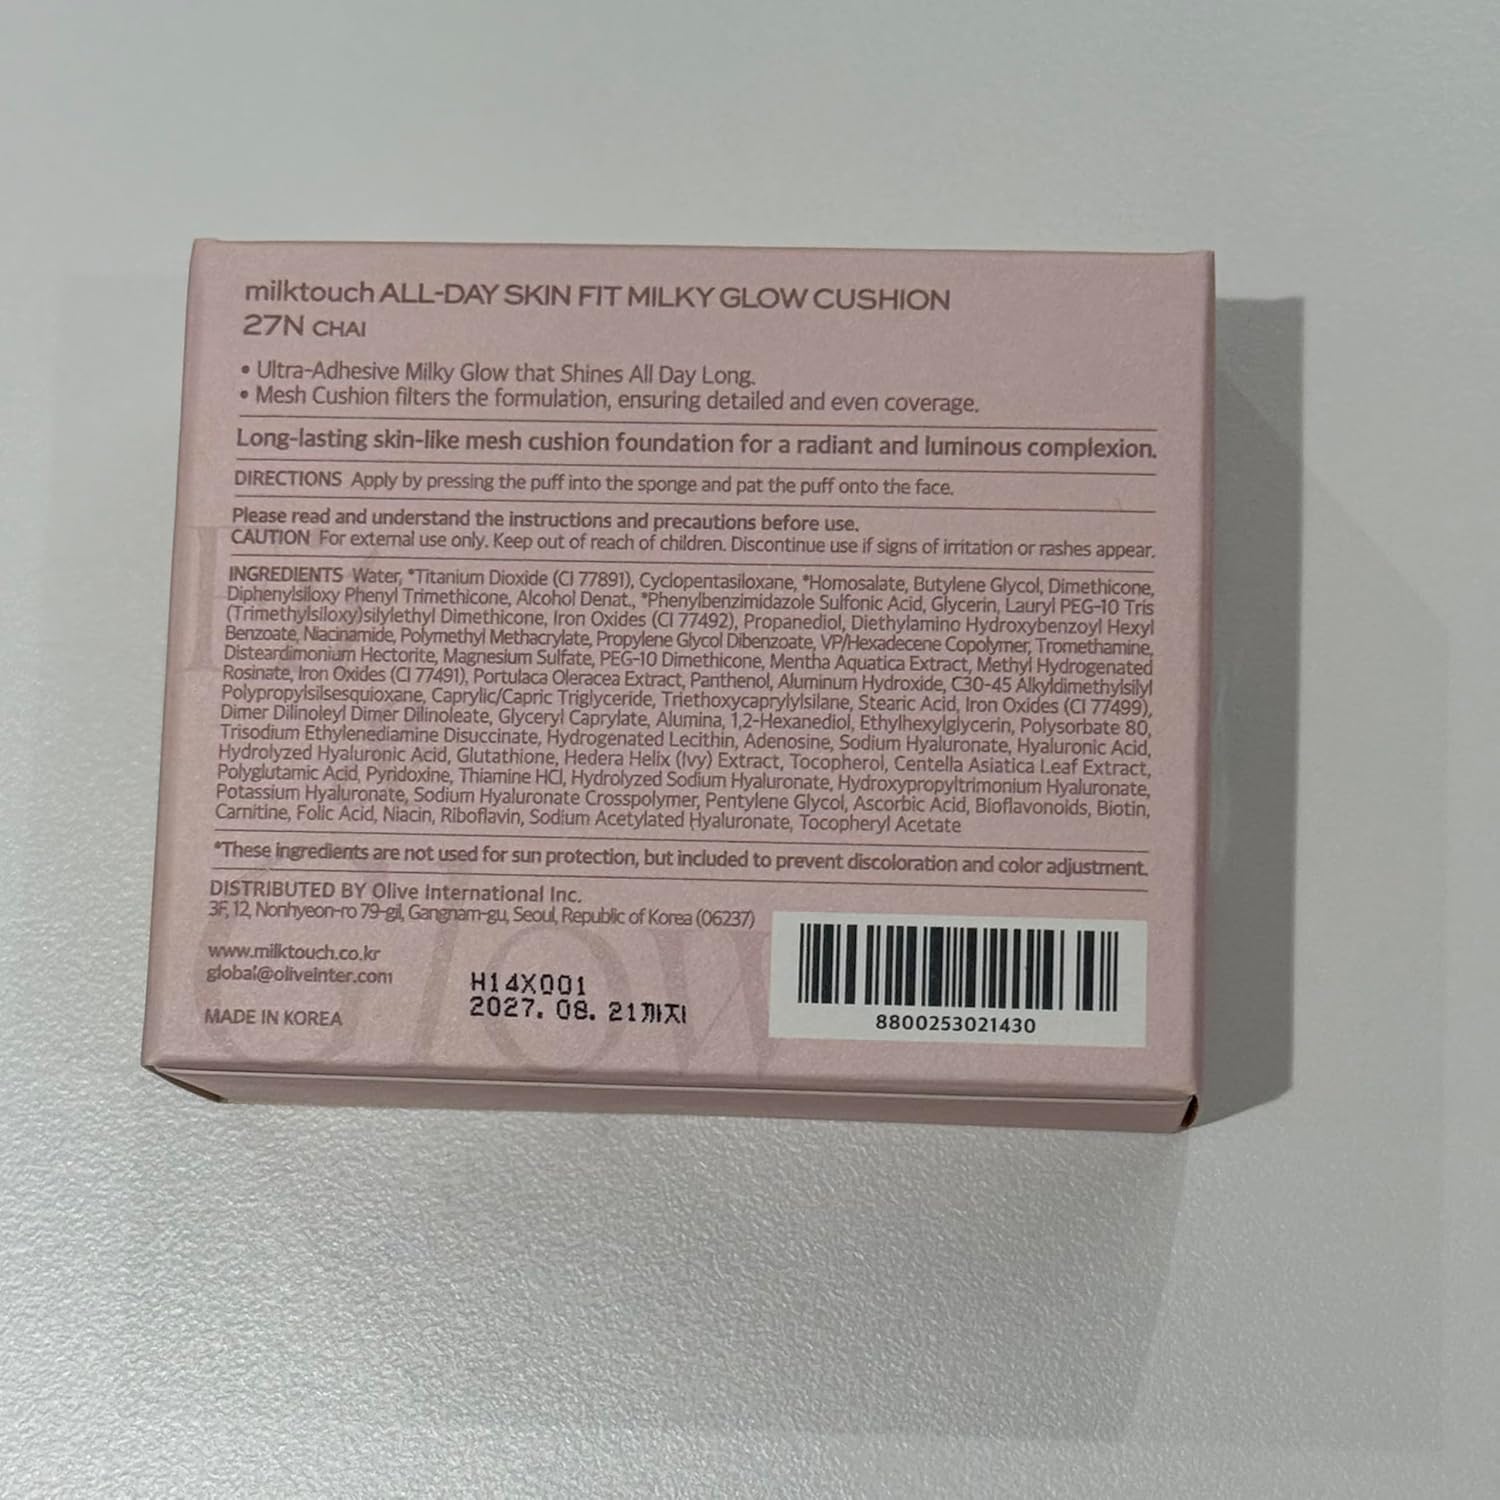 milktouch ALL-DAY SKIN FIT MILKY GLOW CUSHION
27N CHAI
• Ultra-Adhesive Milky Glow that Shines All Day Long.
• Mesh Cushion filters the formulation, ensuring detailed and even coverage.
Long-lasting skin-like mesh cushion foundation for a radiant and luminous complexion.
DIRECTIONS Apply by pressing the puff into the sponge and pat the puff onto the face.
Please read and understand the instructions and precautions before use.
CAUTION For external use only. Keep out of reach of children. Discontinue use if signs of irritation or rashes appear.
INGREDIENTS Water, *Titanium Dioxide (CI 77891), Cyclopentasiloxane, *Homosalate, Butylene Glycol, Dimethicone,
Diphenylsiloxy Phenyl Trimethicone, Alcohol Denat., *Phenylbenzimidazole Sulfonic Acid, Glycerin, Lauryl PEG-10 Tris
(Trimethylsiloxy)silylethyl Dimethicone, Iron Oxides (CI 77492), Propanediol, Diethylamino Hydroxybenzoyl Hexyl
Benzoate, Niacinamide, Polymethyl Methacrylate, Propylene Glycol Dibenzoate, VP/Hexadecene Copolymer, Tromethamine,
Disteardimonium Hectorite, Magnesium Sulfate, PEG-10 Dimethicone, Mentha Aquatica Extract, Methyl Hydrogenated
Rosinate, Iron Oxides (CI 77491), Portulaca Oleracea Extract, Panthenol, Aluminum Hydroxide, C30-45 Alkyldimethylsilyl
Polypropylsilsesquioxane, Caprylic/Capric Triglyceride, Triethoxycaprylylsilane, Stearic Acid, Iron Oxides (CI 77499),
Dimer Dilinoleyl Dimer Dilinoleate, Glyceryl Caprylate, Alumina, 1,2-Hexanediol, Ethylhexylglycerin, Polysorbate 80,
Trisodium Ethylenediamine Disuccinate, Hydrogenated Lecithin, Adenosine, Sodium Hyaluronate, Hyaluronic Acid,
Hydrolyzed Hyaluronic Acid, Glutathione, Hedera Helix (Ivy) Extract, Tocopherol, Centella Asiatica Leaf Extract,
Polyglutamic Acid, Pyridoxine, Thiamine HCl, Hydrolyzed Sodium Hyaluronate, Hydroxypropyltrimonium Hyaluronate,
Potassium Hyaluronate, Sodium Hyaluronate Crosspolymer, Pentylene Glycol, Ascorbic Acid, Bioflavonoids, Biotin,
Carnitine, Folic Acid, Niacin, Riboflavin, Sodium Acetylated Hyaluronate, Tocopheryl Acetate
*These ingredients are not used for sun protection, but included to prevent discoloration and color adjustment.
DISTRIBUTED BY Olive International Inc.
3F, 12, Nonhyeon-ro 79-gil, Gangnam-gu, Seoul, Republic of Korea (06237)
www.milktouch.co.kr
global@oliveinter.com
MADE IN KOREA
H14X001
2027. 08. 21까지
8800253021430
Glow